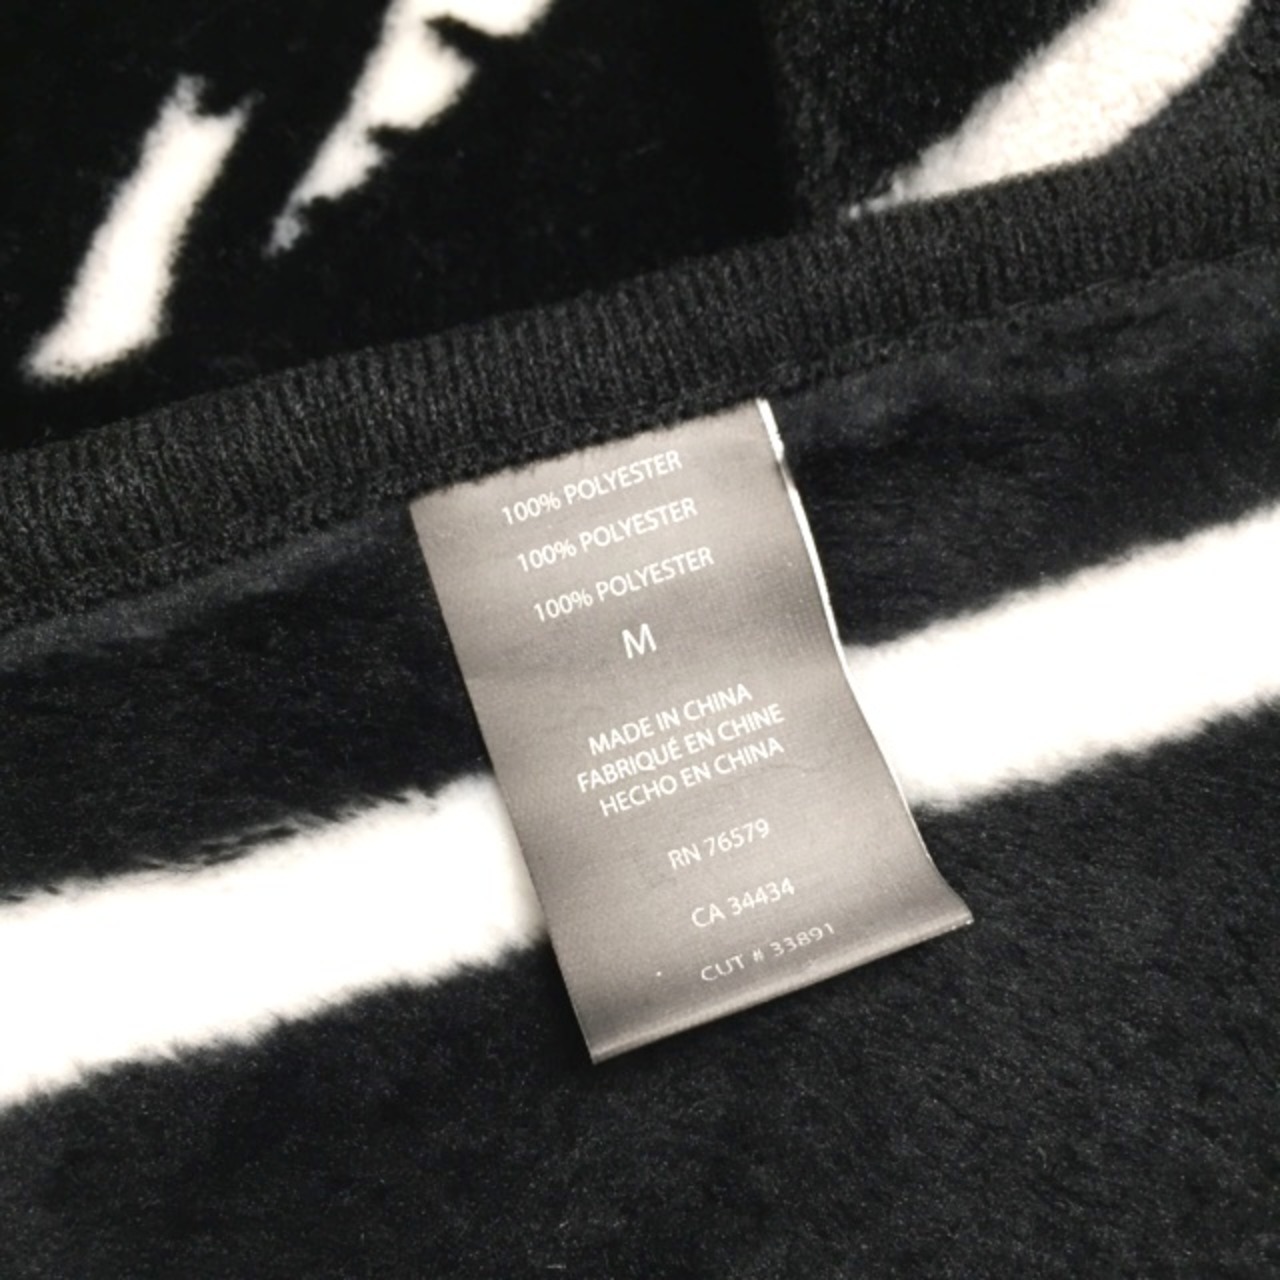 100% POLYESTER
100% POLYESTER
100% POLYESTER
M
MADE IN CHINA
FABRIQUÉ EN CHINE
HECHO EN CHINA
RN 76579
CA 34434
CUT # 33891